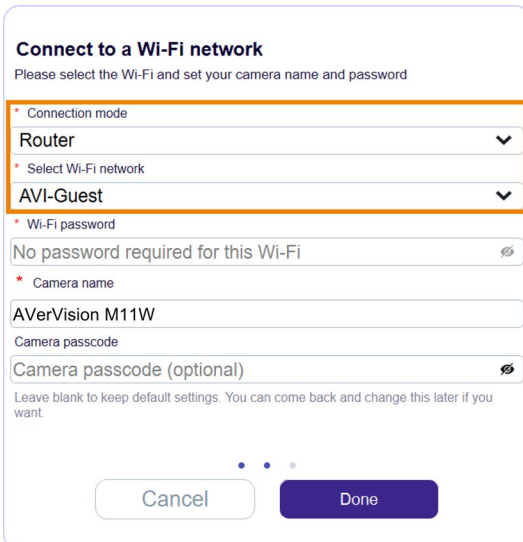 Connect to a Wi-Fi network
Please select the Wi-Fi and set your camera name and password
* Connection mode
Router
* Select Wi-Fi network
AVI-Guest
* Wi-Fi password
No password required for this Wi-Fi
* Camera name
AVerVision M11W
Camera passcode
Camera passcode (optional)
Leave blank to keep default settings. You can come back and change this later if you
want.
Cancel
Done